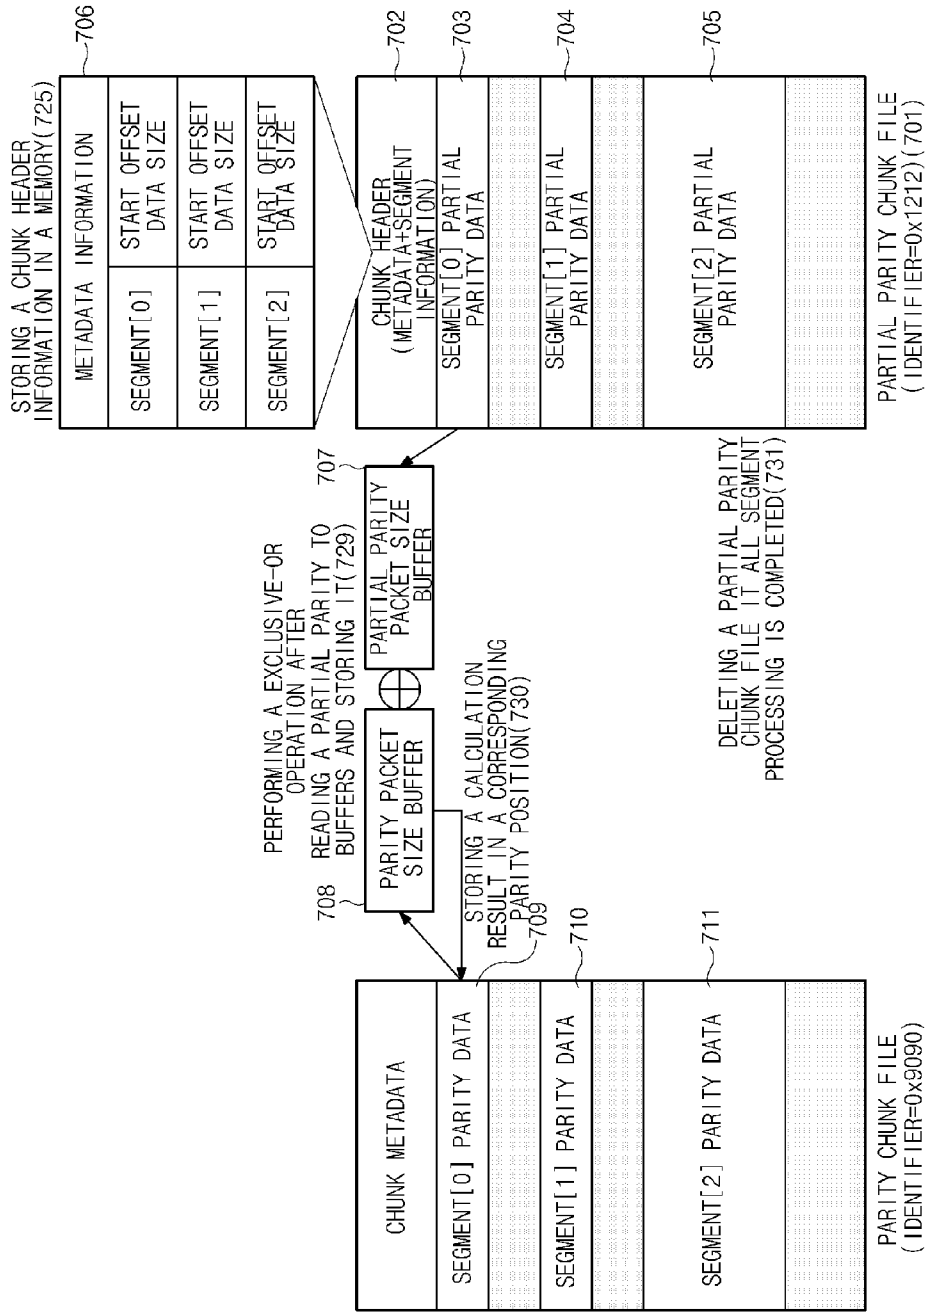 STORING A CHUNK HEADER
INFORMATION IN A MEMORY(725)
METADATA INFORMATION
706
SEGMENT[0]
START OFFSET
DATA SIZE
SEGMENT[1]
START OFFSET
DATA SIZE
SEGMENT[2]
START OFFSET
DATA SIZE
PERFORMING A EXCLUSIVE-OR
OPERATION AFTER
READING A PARTIAL PARITY TO
BUFFERS AND STORING IT(729)
708
707
PARITY PACKET
SIZE BUFFER
PARTIAL PARITY
PACKET SIZE
BUFFER
STORING A CALCULATION
RESULT IN A CORRESPONDING
PARITY POSITION(730)
CHUNK METADATA
SEGMENT[0] PARITY DATA
709
SEGMENT[1] PARITY DATA
710
SEGMENT[2] PARITY DATA
711
PARITY CHUNK FILE
(IDENTIFIER=0x9090)
CHUNK HEADER
(METADATA+SEGMENT
INFORMATION)
702
SEGMENT[0] PARTIAL
PARITY DATA
703
SEGMENT[1] PARTIAL
PARITY DATA
704
SEGMENT[2] PARTIAL
PARITY DATA
705
DELETING A PARTIAL PARITY
CHUNK FILE IT ALL SEGMENT
PROCESSING IS COMPLETED(731)
PARTIAL PARITY CHUNK FILE
(IDENTIFIER=0x1212)(701)